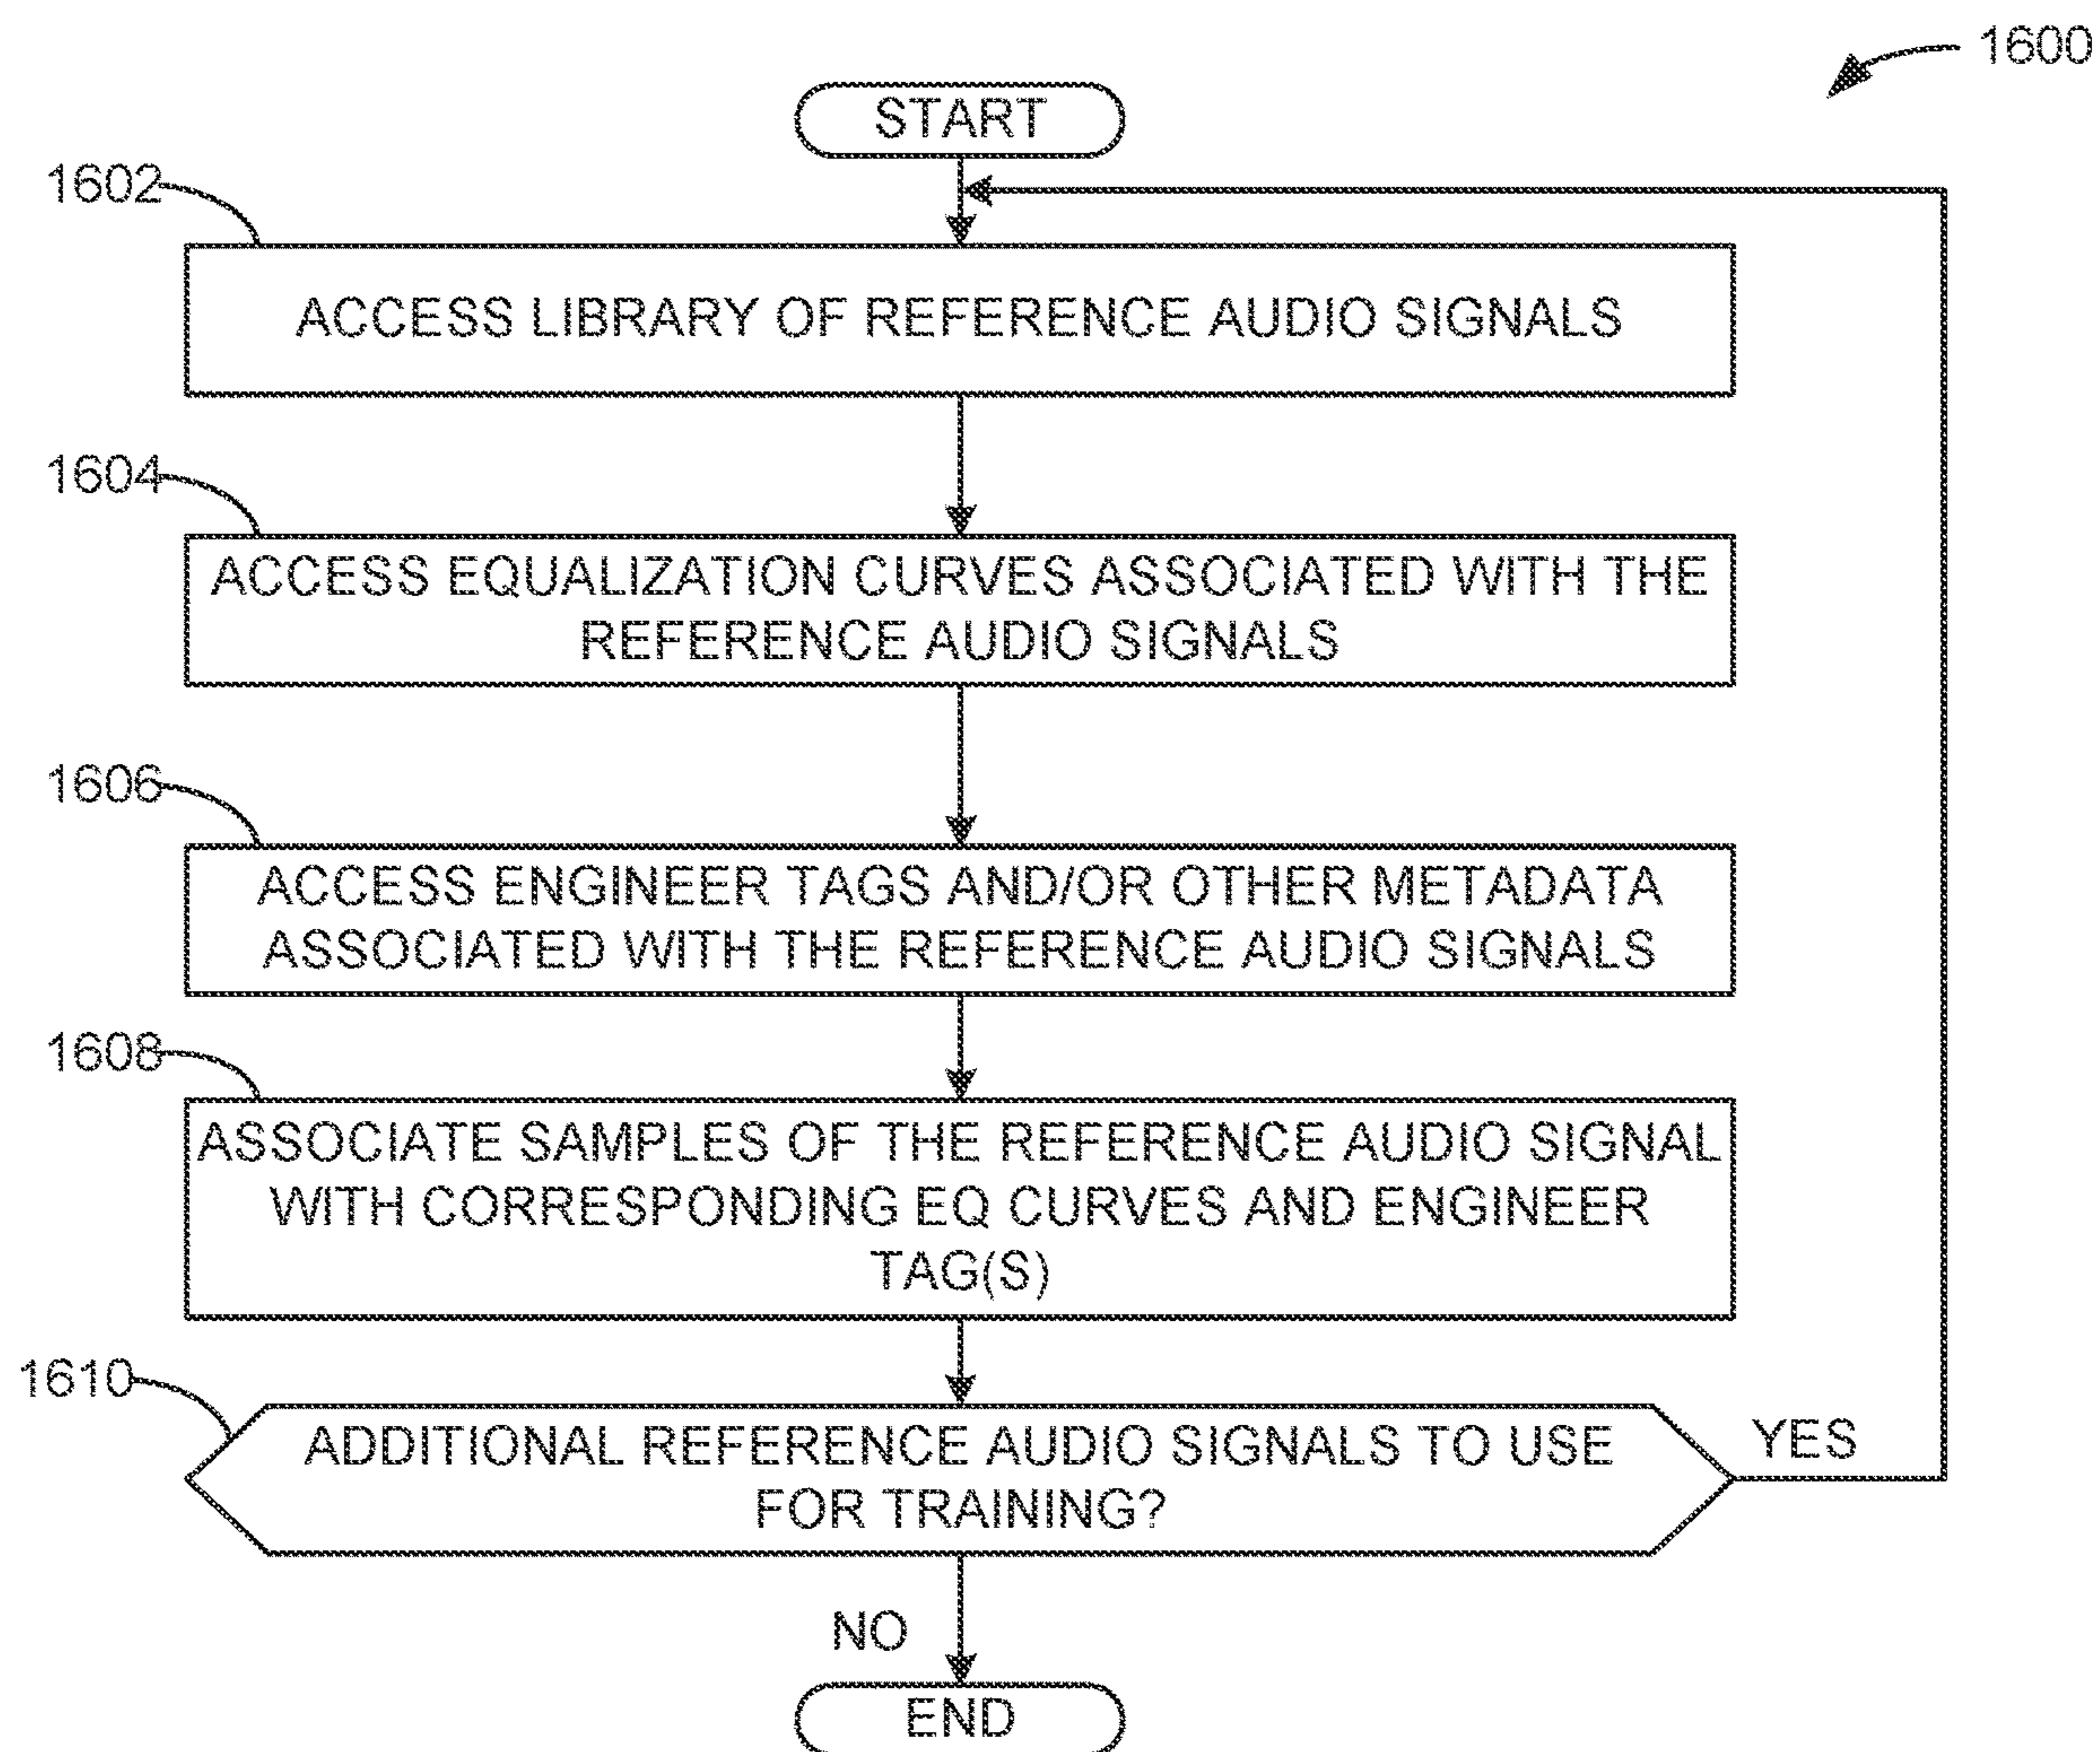 1600
START
1602
ACCESS LIBRARY OF REFERENCE AUDIO SIGNALS
1604
ACCESS EQUALIZATION CURVES ASSOCIATED WITH THE
REFERENCE AUDIO SIGNALS
1606
ACCESS ENGINEER TAGS AND/OR OTHER METADATA
ASSOCIATED WITH THE REFERENCE AUDIO SIGNALS
1608
ASSOCIATE SAMPLES OF THE REFERENCE AUDIO SIGNAL
WITH CORRESPONDING EQ CURVES AND ENGINEER
TAG(S)
1610
ADDITIONAL REFERENCE AUDIO SIGNALS TO USE
FOR TRAINING?
YES
NO
END